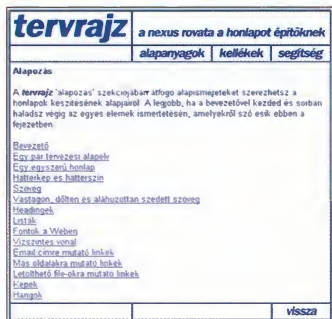 tervrajz
a nexus rovata a honlapot építőknek
alapanyagok kellékek segítség
Alapozás
A tervrajz 'alapozás' szekciójában átfogó alapismereteket szerezhetsz a
honlapok készítésének alapjairól. A legjobb, ha a bevezetővel kezded és sorban
haladsz végig az egyes elemek ismertetésén, amelyekről szó esik ebben a
fejezetben.
Bevezető
Egy pár tervezési alapelv
Egy egyszerű honlap
Háttérkép és háttérszín
Szöveg
Vastagon, dőlten és aláhúzottan szedett szöveg
Headingek
Listák
Fontok a Weben
Vízszintes vonal
Email címre mutató linkek
Más oldalakra mutató linkek
Letölthető file-okra mutató linkek
Képek
Hangok
vissza